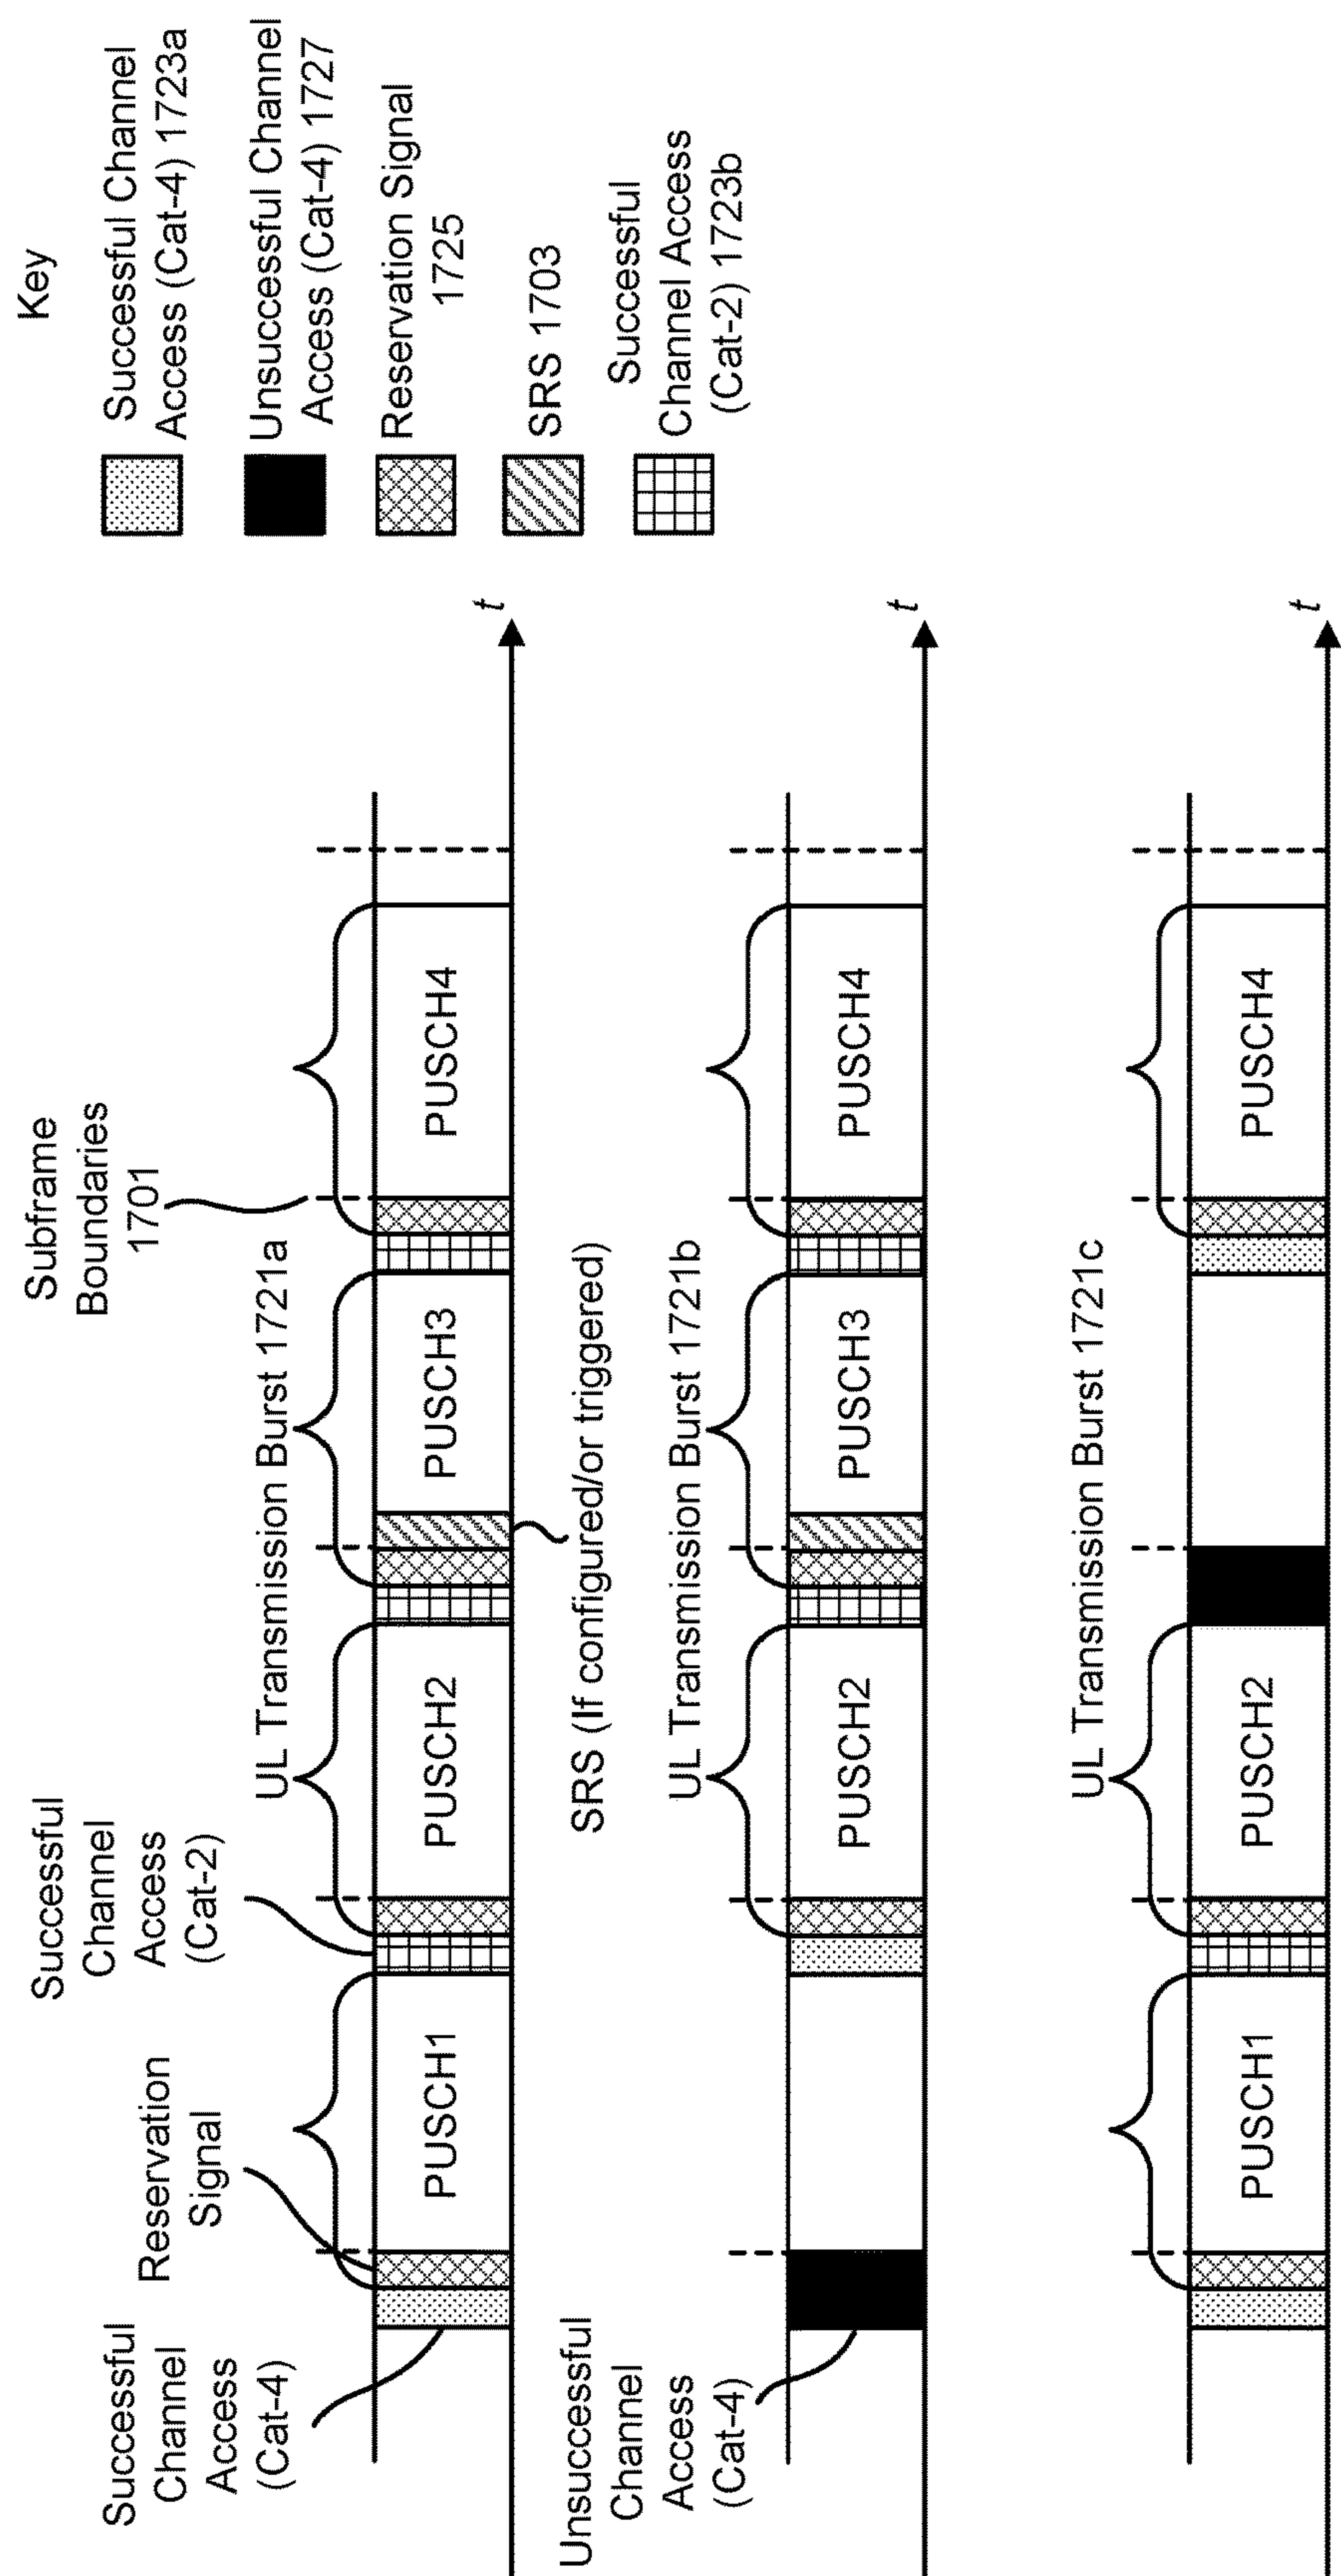 Key
Successful Channel
Access (Cat-4) 1723a
Unsuccessful Channel
Access (Cat-4) 1727
Reservation Signal
1725
SRS 1703
Successful
Channel Access
(Cat-2) 1723b
Successful
Channel
Access
(Cat-4)
Reservation
Signal
Successful
Channel
Access
(Cat-2)
Subframe
Boundaries
1701
UL Transmission Burst 1721a
PUSCH1
PUSCH2
PUSCH3
PUSCH4
t
SRS (If configured/or triggered)
Unsuccessful
Channel
Access
(Cat-4)
UL Transmission Burst 1721b
PUSCH2
PUSCH3
PUSCH4
t
UL Transmission Burst 1721c
PUSCH1
PUSCH2
PUSCH4
t